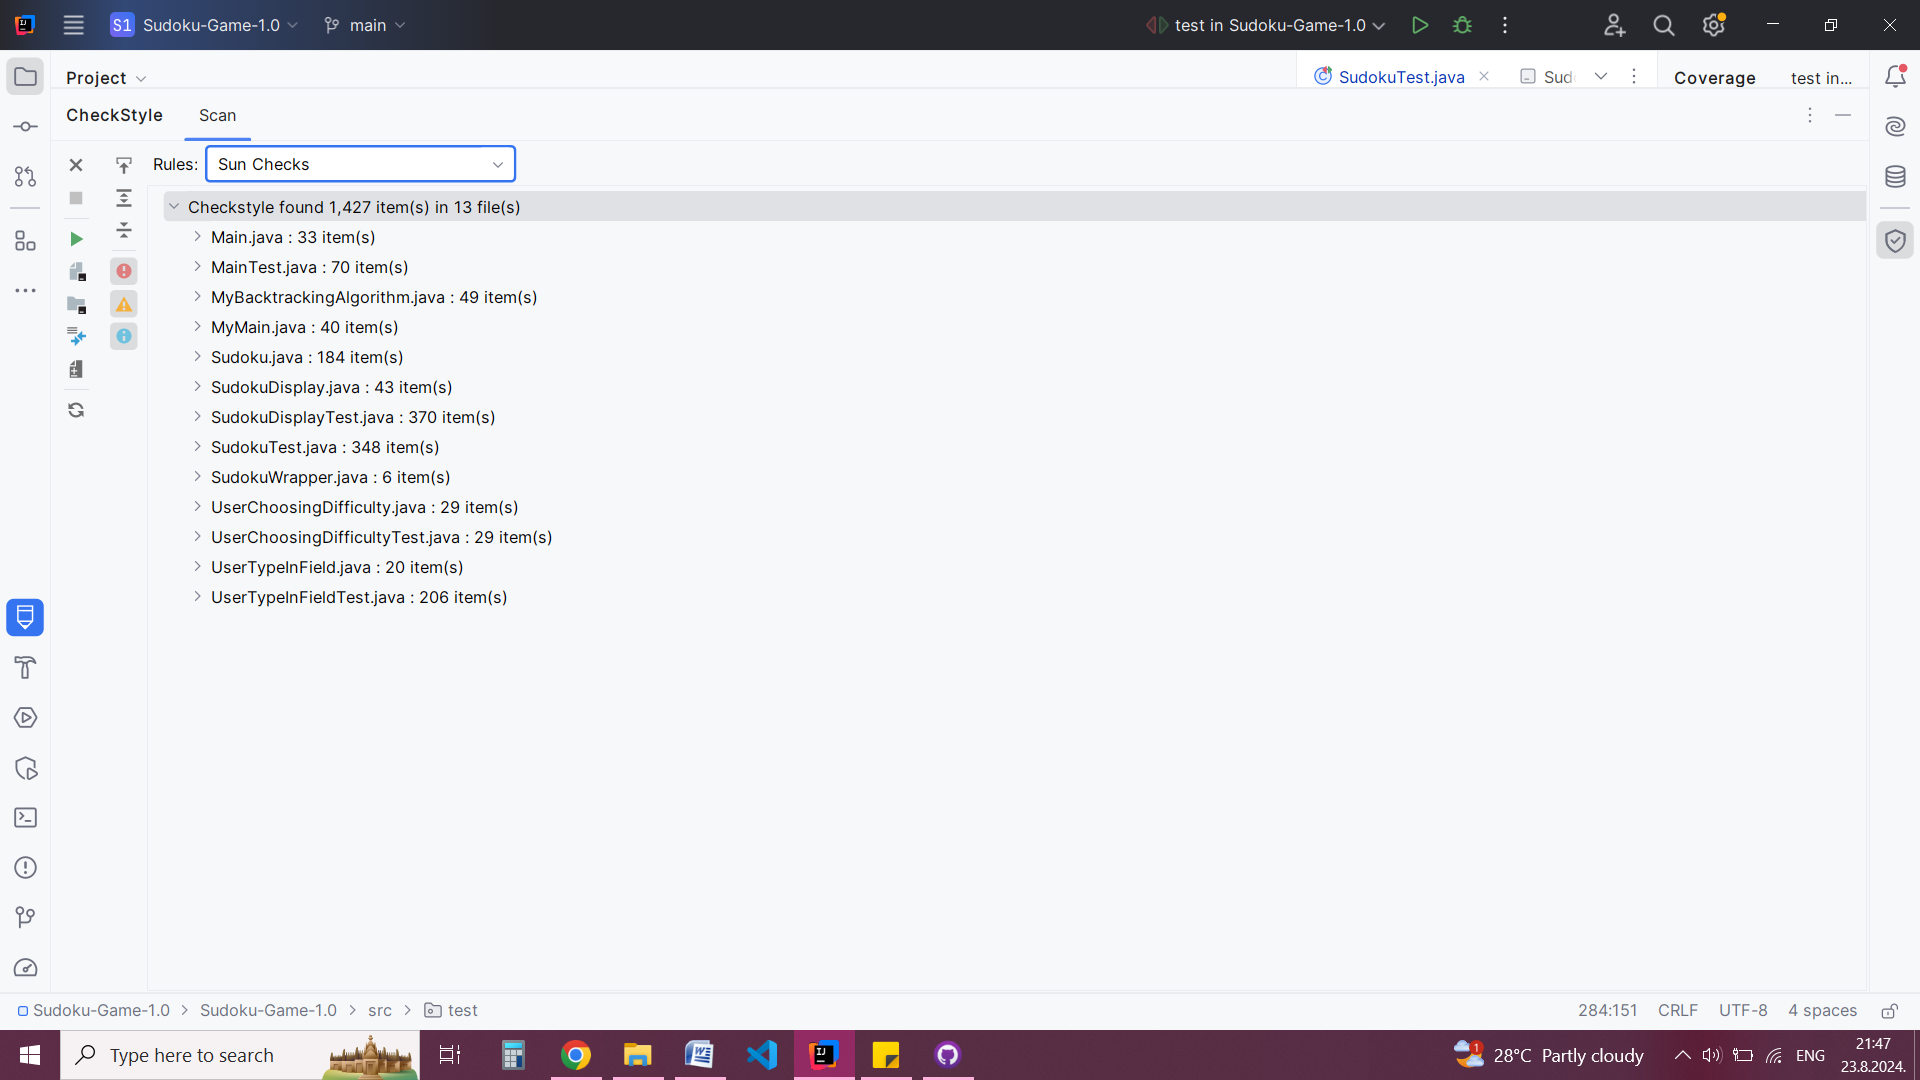 S1 Sudoku-Game-1.0 main test in Sudoku-Game-1.0
Project SudokuTest.java Sud Coverage test in...
CheckStyle Scan
Rules: Sun Checks
Checkstyle found 1,427 item(s) in 13 file(s)
Main.java : 33 item(s)
MainTest.java : 70 item(s)
MyBacktrackingAlgorithm.java : 49 item(s)
MyMain.java : 40 item(s)
Sudoku.java : 184 item(s)
SudokuDisplay.java : 43 item(s)
SudokuDisplayTest.java : 370 item(s)
SudokuTest.java : 348 item(s)
SudokuWrapper.java : 6 item(s)
UserChoosingDifficulty.java : 29 item(s)
UserChoosingDifficultyTest.java : 29 item(s)
UserTypeInField.java : 20 item(s)
UserTypeInFieldTest.java : 206 item(s)
Sudoku-Game-1.0 > Sudoku-Game-1.0 > src > test 284:151 CRLF UTF-8 4 spaces
Type here to search 1 28°C Partly cloudy ENG 21:47
23.8.2024.